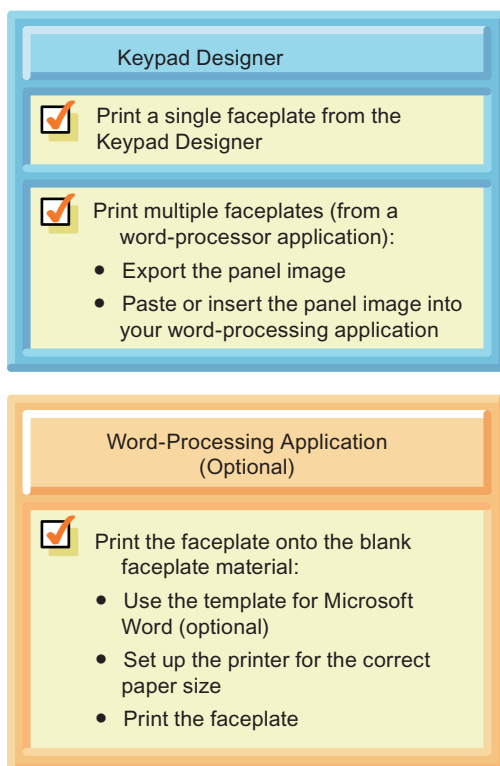 Keypad Designer
Print a single faceplate from the
Keypad Designer
Print multiple faceplates (from a
word-processor application):
• Export the panel image
• Paste or insert the panel image into
your word-processing application
Word-Processing Application
(Optional)
Print the faceplate onto the blank
faceplate material:
• Use the template for Microsoft
Word (optional)
• Set up the printer for the correct
paper size
• Print the faceplate